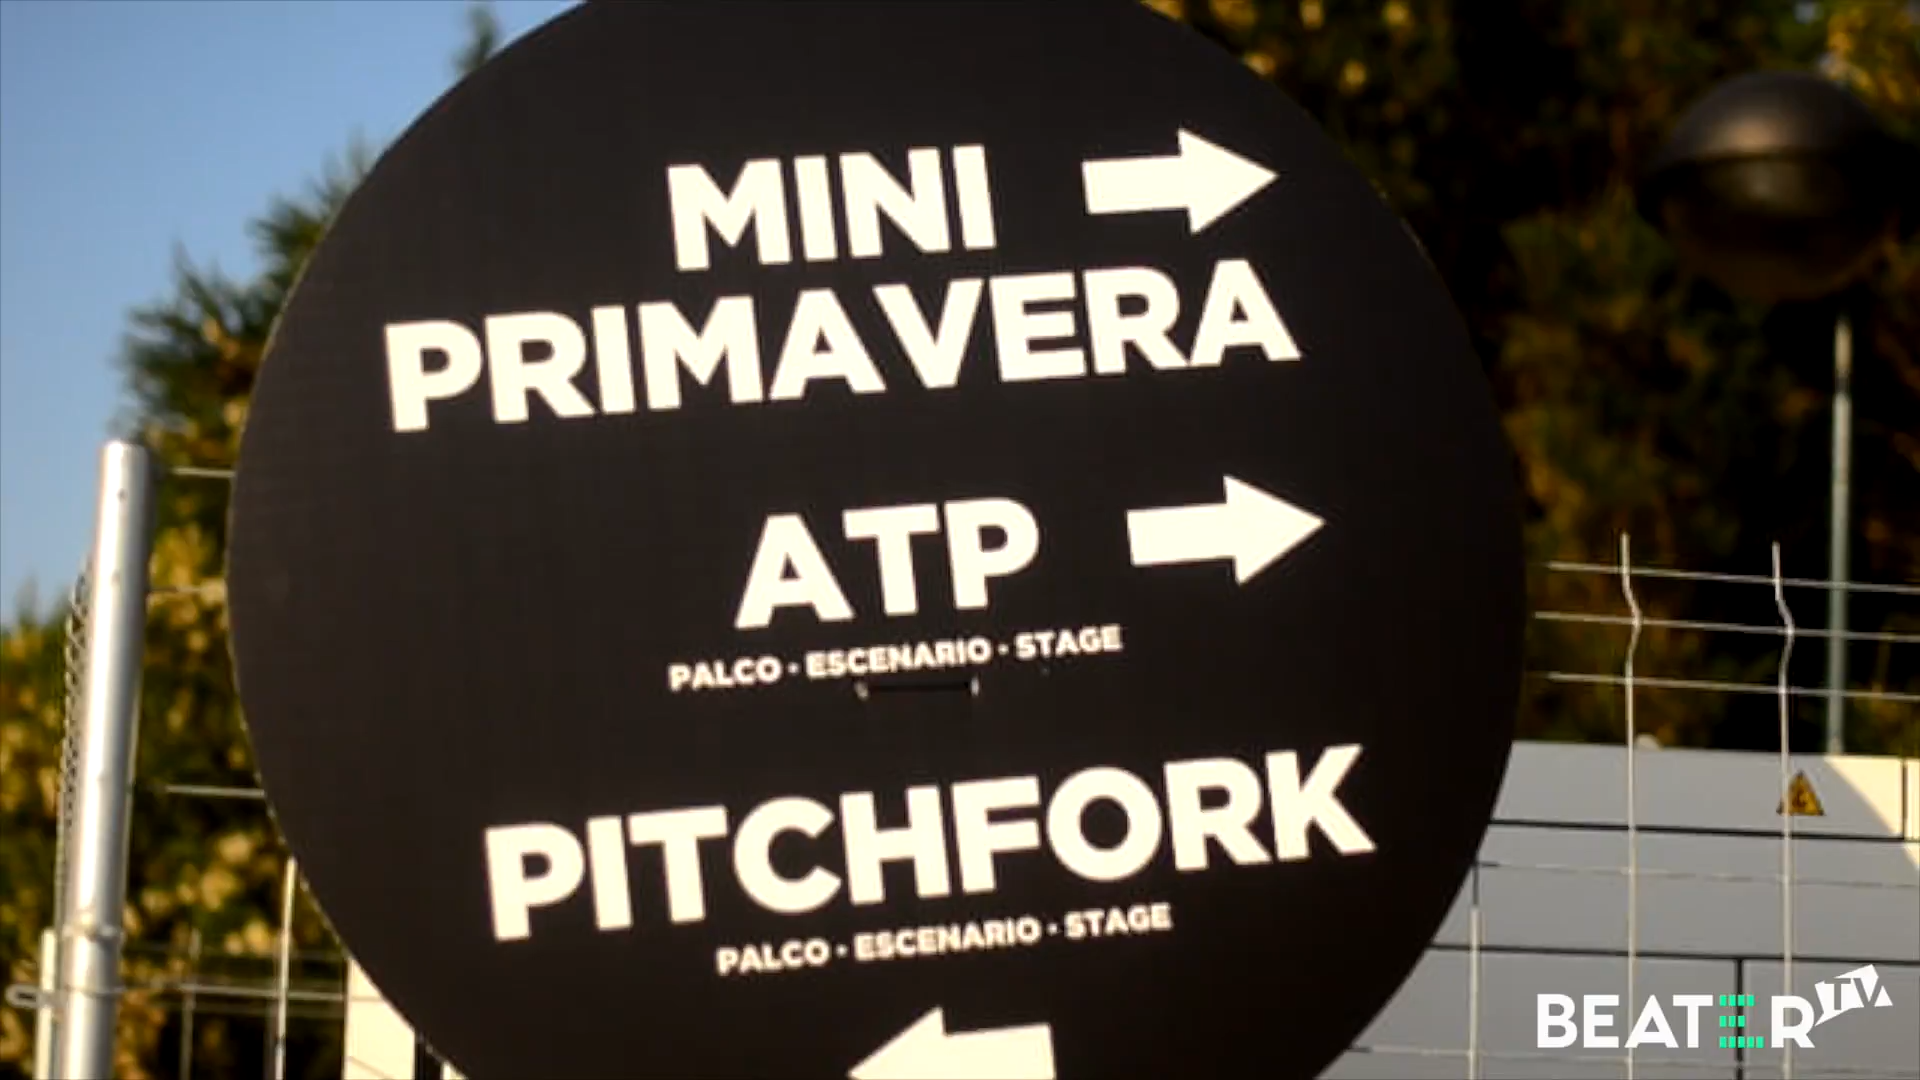 MINI
PRIMAVERA
ATP
PALCO · ESCENARIO · STAGE
PITCHFORK
PALCO · ESCENARIO · STAGE
BEATER TV